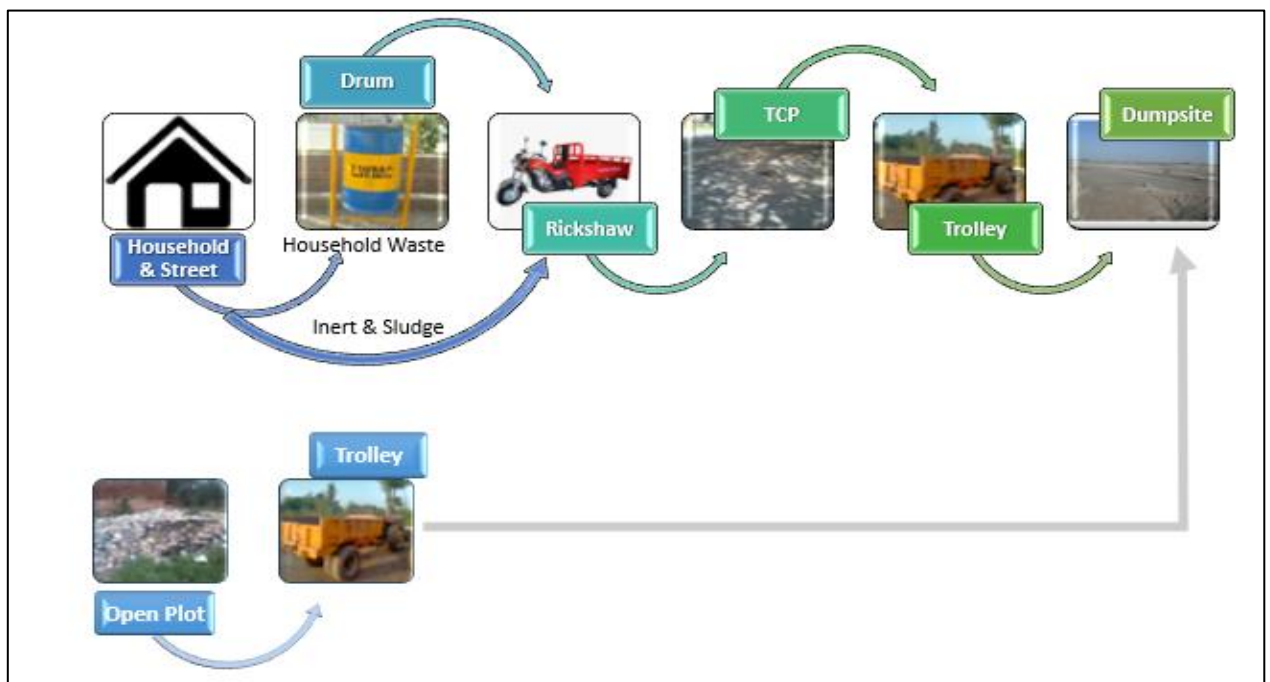 Drum
TCP
Dumpsite
Household
& Street
Household Waste
Rickshaw
Trolley
Inert & Sludge
Trolley
Open Plot